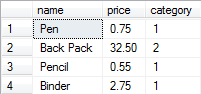 name price category
1 Pen 0.75 1
2 Back Pack 32.50 2
3 Pencil 0.55 1
4 Binder 2.75 1